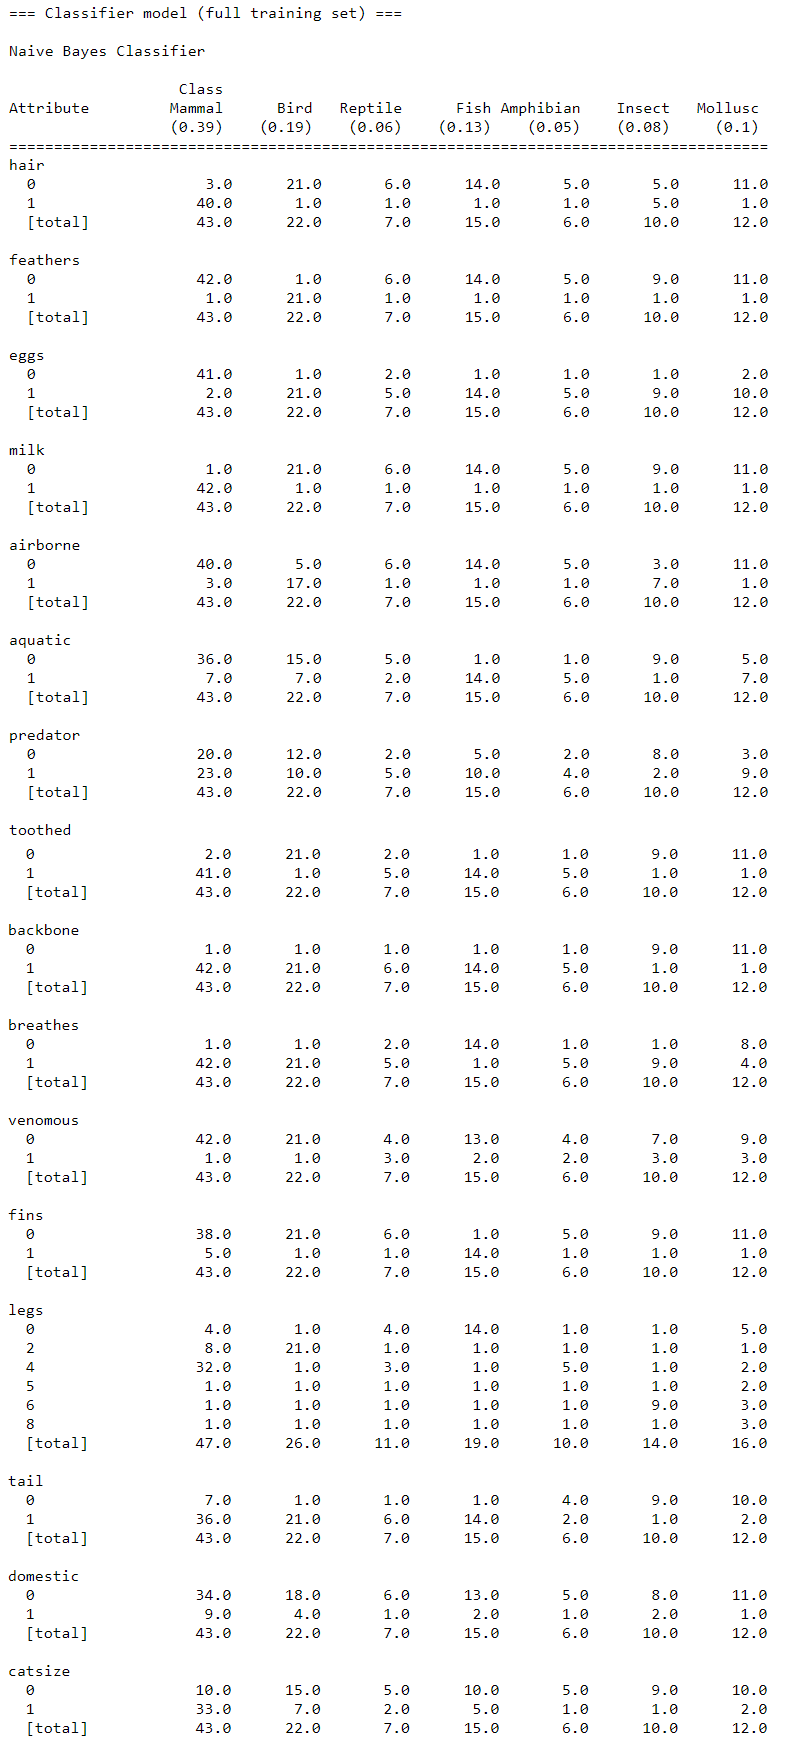 === Classifier model (full training set) ===
Naive Bayes Classifier
Class
Attribute Mammal Bird Reptile Fish Amphibian Insect Mollusc
(0.39) (0.19) (0.06) (0.13) (0.05) (0.08) (0.1)
=====================================================================================
hair
0 3.0 21.0 6.0 14.0 5.0 5.0 11.0
1 40.0 1.0 1.0 1.0 1.0 5.0 1.0
[total] 43.0 22.0 7.0 15.0 6.0 10.0 12.0
feathers
0 42.0 1.0 6.0 14.0 5.0 9.0 11.0
1 1.0 21.0 1.0 1.0 1.0 1.0 1.0
[total] 43.0 22.0 7.0 15.0 6.0 10.0 12.0
eggs
0 41.0 1.0 2.0 1.0 1.0 1.0 2.0
1 2.0 21.0 5.0 14.0 5.0 9.0 10.0
[total] 43.0 22.0 7.0 15.0 6.0 10.0 12.0
milk
0 1.0 21.0 6.0 14.0 5.0 9.0 11.0
1 42.0 1.0 1.0 1.0 1.0 1.0 1.0
[total] 43.0 22.0 7.0 15.0 6.0 10.0 12.0
airborne
0 40.0 5.0 6.0 14.0 5.0 3.0 11.0
1 3.0 17.0 1.0 1.0 1.0 7.0 1.0
[total] 43.0 22.0 7.0 15.0 6.0 10.0 12.0
aquatic
0 36.0 15.0 5.0 1.0 1.0 9.0 5.0
1 7.0 7.0 2.0 14.0 5.0 1.0 7.0
[total] 43.0 22.0 7.0 15.0 6.0 10.0 12.0
predator
0 20.0 12.0 2.0 5.0 2.0 8.0 3.0
1 23.0 10.0 5.0 10.0 4.0 2.0 9.0
[total] 43.0 22.0 7.0 15.0 6.0 10.0 12.0
toothed
0 2.0 21.0 2.0 1.0 1.0 9.0 11.0
1 41.0 1.0 5.0 14.0 5.0 1.0 1.0
[total] 43.0 22.0 7.0 15.0 6.0 10.0 12.0
backbone
0 1.0 1.0 1.0 1.0 1.0 9.0 11.0
1 42.0 21.0 6.0 14.0 5.0 1.0 1.0
[total] 43.0 22.0 7.0 15.0 6.0 10.0 12.0
breathes
0 1.0 1.0 2.0 14.0 1.0 1.0 8.0
1 42.0 21.0 5.0 1.0 5.0 9.0 4.0
[total] 43.0 22.0 7.0 15.0 6.0 10.0 12.0
venomous
0 42.0 21.0 4.0 13.0 4.0 7.0 9.0
1 1.0 1.0 3.0 2.0 2.0 3.0 3.0
[total] 43.0 22.0 7.0 15.0 6.0 10.0 12.0
fins
0 38.0 21.0 6.0 1.0 5.0 9.0 11.0
1 5.0 1.0 1.0 14.0 1.0 1.0 1.0
[total] 43.0 22.0 7.0 15.0 6.0 10.0 12.0
legs
0 4.0 1.0 4.0 14.0 1.0 1.0 5.0
2 8.0 21.0 1.0 1.0 1.0 1.0 1.0
4 32.0 1.0 3.0 1.0 5.0 1.0 2.0
5 1.0 1.0 1.0 1.0 1.0 1.0 2.0
6 1.0 1.0 1.0 1.0 1.0 9.0 3.0
8 1.0 1.0 1.0 1.0 1.0 1.0 3.0
[total] 47.0 26.0 11.0 19.0 10.0 14.0 16.0
tail
0 7.0 1.0 1.0 1.0 4.0 9.0 10.0
1 36.0 21.0 6.0 14.0 2.0 1.0 2.0
[total] 43.0 22.0 7.0 15.0 6.0 10.0 12.0
domestic
0 34.0 18.0 6.0 13.0 5.0 8.0 11.0
1 9.0 4.0 1.0 2.0 1.0 2.0 1.0
[total] 43.0 22.0 7.0 15.0 6.0 10.0 12.0
catsize
0 10.0 15.0 5.0 10.0 5.0 9.0 10.0
1 33.0 7.0 2.0 5.0 1.0 1.0 2.0
[total] 43.0 22.0 7.0 15.0 6.0 10.0 12.0